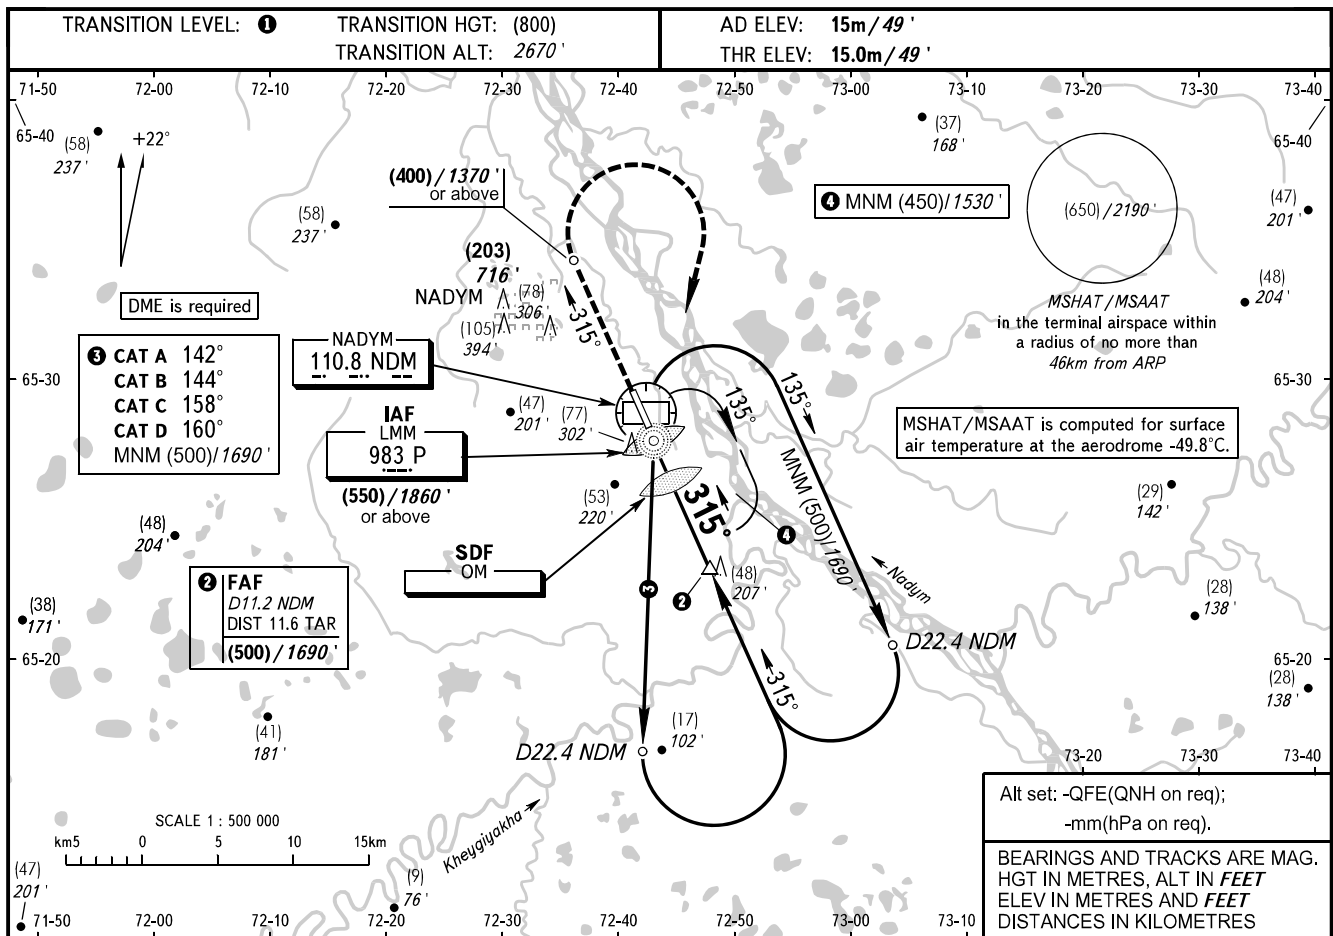 TRANSITION LEVEL: ❶
TRANSITION HGT: (800)
TRANSITION ALT: 2670 '
AD ELEV: 15m / 49 '
THR ELEV: 15.0m / 49 '
71-50 72-00 72-10 72-20 72-30 72-40 72-50 73-00 73-10 73-20 73-30 73-40
65-40
65-40
+22°
(58)
237 '
(58)
237 '
(400) / 1370 '
or above
(37)
168 '
❹ MNM (450)/1530 '
(650) / 2190 '
(47)
201 '
(48)
204 '
MSHAT / MSAAT
in the terminal airspace within
a radius of no more than
46km from ARP
DME is required
(203)
716 '
NADYM
(78)
306 '
(105)
394 '
315°
❸ CAT A 142°
CAT B 144°
CAT C 158°
CAT D 160°
MNM (500)/1690 '
NADYM
110.8 NDM
65-30
65-30
135°
135°
(47)
201 '
(77)
302 '
IAF
LMM
983 P
(550) / 1860 '
or above
MSHAT/MSAAT is computed for surface
air temperature at the aerodrome -49.8°C.
MNM (500)/1690 '
(53)
220 '
315°
(29)
142 '
(48)
204 '
❹
SDF
OM
❷ FAF
D11.2 NDM
DIST 11.6 TAR
(500) / 1690 '
❸
❷
(48)
207 '
Nadym
(28)
138 '
(38)
171 '
D22.4 NDM
65-20
65-20
315°
(28)
138 '
(41)
181 '
D22.4 NDM
(17)
102 '
73-20 73-30 73-40
Alt set: -QFE(QNH on req);
-mm(hPa on req).
SCALE 1 : 500 000
km5 0 5 10 15km
Kheygiyakha
BEARINGS AND TRACKS ARE MAG.
HGT IN METRES, ALT IN FEET
ELEV IN METRES AND FEET
DISTANCES IN KILOMETRES
(47)
201 '
(9)
76 '
71-50 72-00 72-10 72-20 72-30 72-40 72-50 73-00 73-10